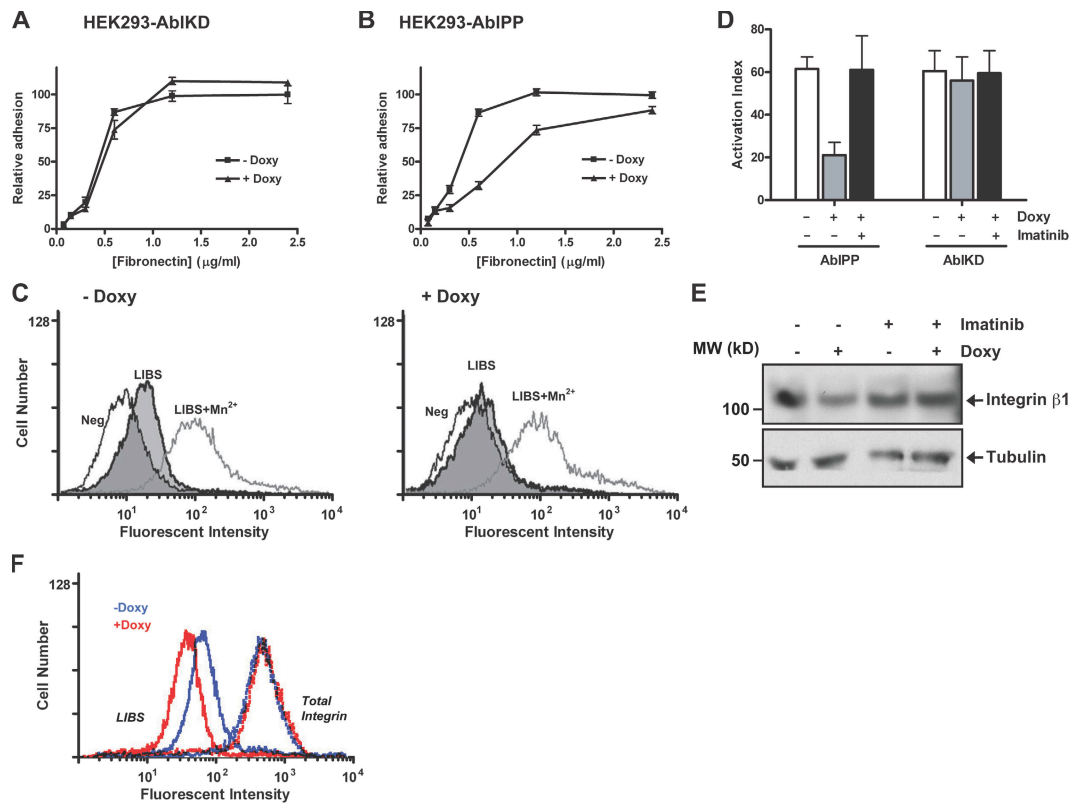 A HEK293-AblKD
Relative adhesion
100
75
50
25
0
- Doxy
+ Doxy
0.0 0.5 1.0 1.5 2.0 2.5
[Fibronectin] (μg/ml)
B HEK293-AblPP
Relative adhesion
100
75
50
25
0
- Doxy
+ Doxy
0.0 0.5 1.0 1.5 2.0 2.5
[Fibronectin] (μg/ml)
D
Activation Index
80
60
40
20
0
- + + - + + Doxy
- - + - - + Imatinib
AblPP AblKD
C - Doxy
128
Cell Number
Neg
LIBS
LIBS+Mn2+
10^1 10^2 10^3 10^4
Fluorescent Intensity
+ Doxy
128
Neg
LIBS
LIBS+Mn2+
10^1 10^2 10^3 10^4
Fluorescent Intensity
E
- - + + Imatinib
MW (kD) - + - + Doxy
100
Integrin β1
50
Tubulin
F
128
Cell Number
-Doxy
+Doxy
LIBS
Total
Integrin
10^1 10^2 10^3 10^4
Fluorescent Intensity